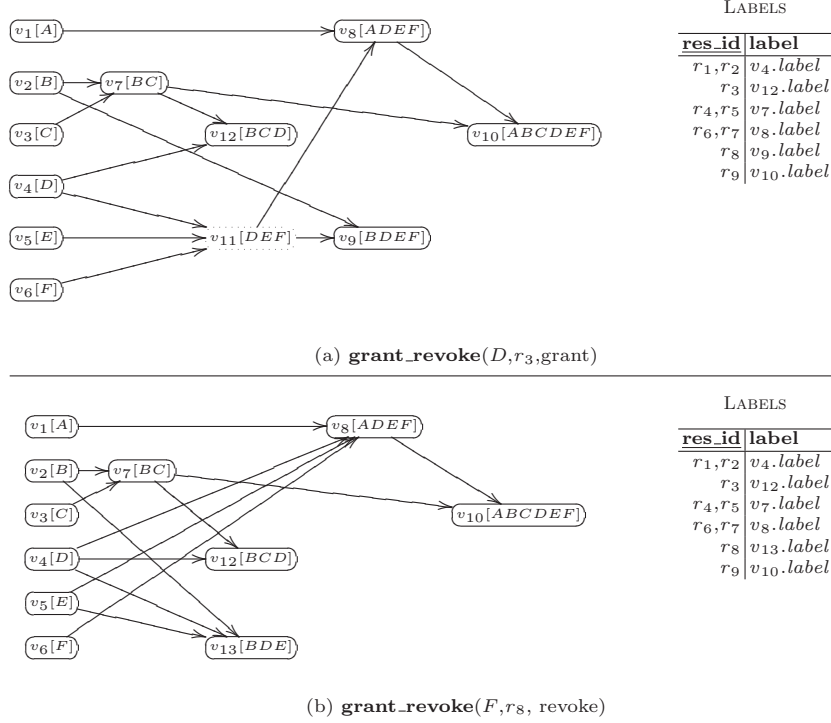 LABELS
v1[A] v8[ADEF]
res_id label
r1,r2 v4.label
v2[B] v7[BC]
r3 v12.label
r4,r5 v7.label
v3[C] v12[BCD] v10[ABCDEF]
r6,r7 v8.label
r8 v9.label
r9 v10.label
v4[D]
v5[E] v11[DEF] v9[BDEF]
v6[F]
(a) grant_revoke(D,r3,grant)
LABELS
v1[A] v8[ADEF]
res_id label
r1,r2 v4.label
v2[B] v7[BC]
r3 v12.label
r4,r5 v7.label
v3[C] v10[ABCDEF]
r6,r7 v8.label
r8 v13.label
v4[D] v12[BCD]
r9 v10.label
v5[E]
v6[F] v13[BDE]
(b) grant_revoke(F,r8, revoke)